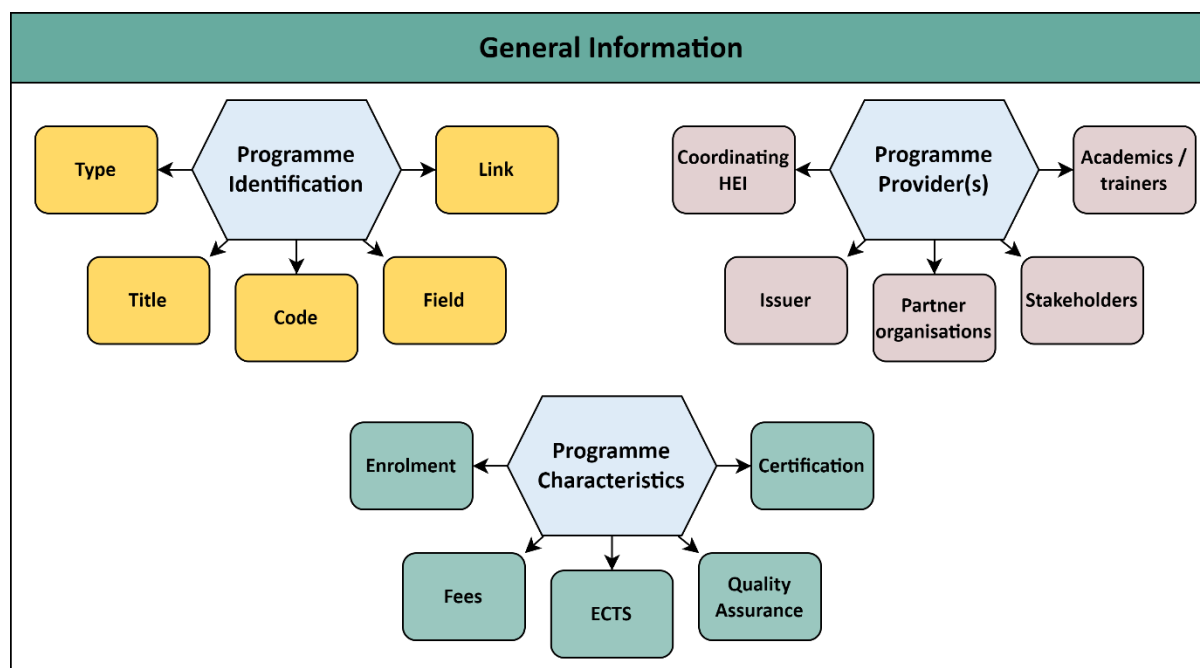 General Information
Programme
Identification
Type
Link
Title
Code
Field
Programme
Provider(s)
Coordinating
HEI
Academics /
trainers
Issuer
Partner
organisations
Stakeholders
Programme
Characteristics
Enrolment
Certification
Fees
ECTS
Quality
Assurance